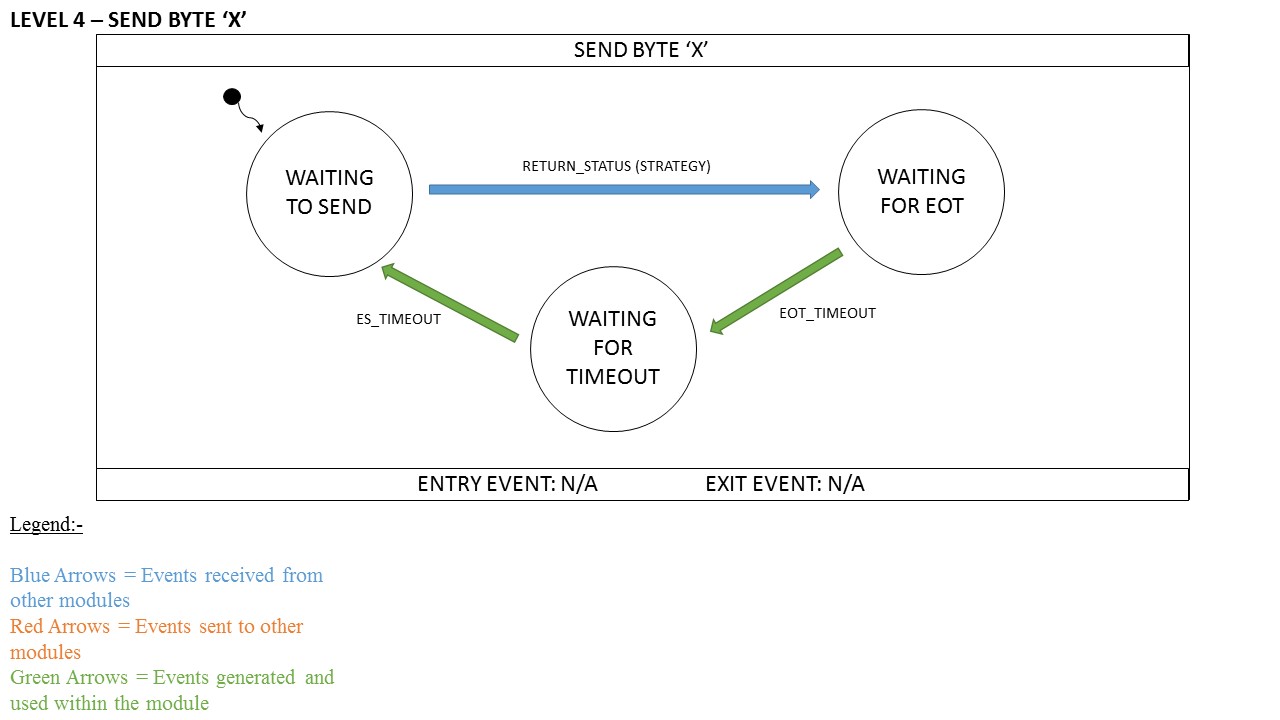 LEVEL 4 – SEND BYTE ‘X’
SEND BYTE ‘X’
WAITING
TO SEND
RETURN_STATUS (STRATEGY)
WAITING
FOR EOT
ES_TIMEOUT
WAITING
FOR
TIMEOUT
EOT_TIMEOUT
ENTRY EVENT: N/A EXIT EVENT: N/A
Legend:-
Blue Arrows = Events received from
other modules
Red Arrows = Events sent to other
modules
Green Arrows = Events generated and
used within the module